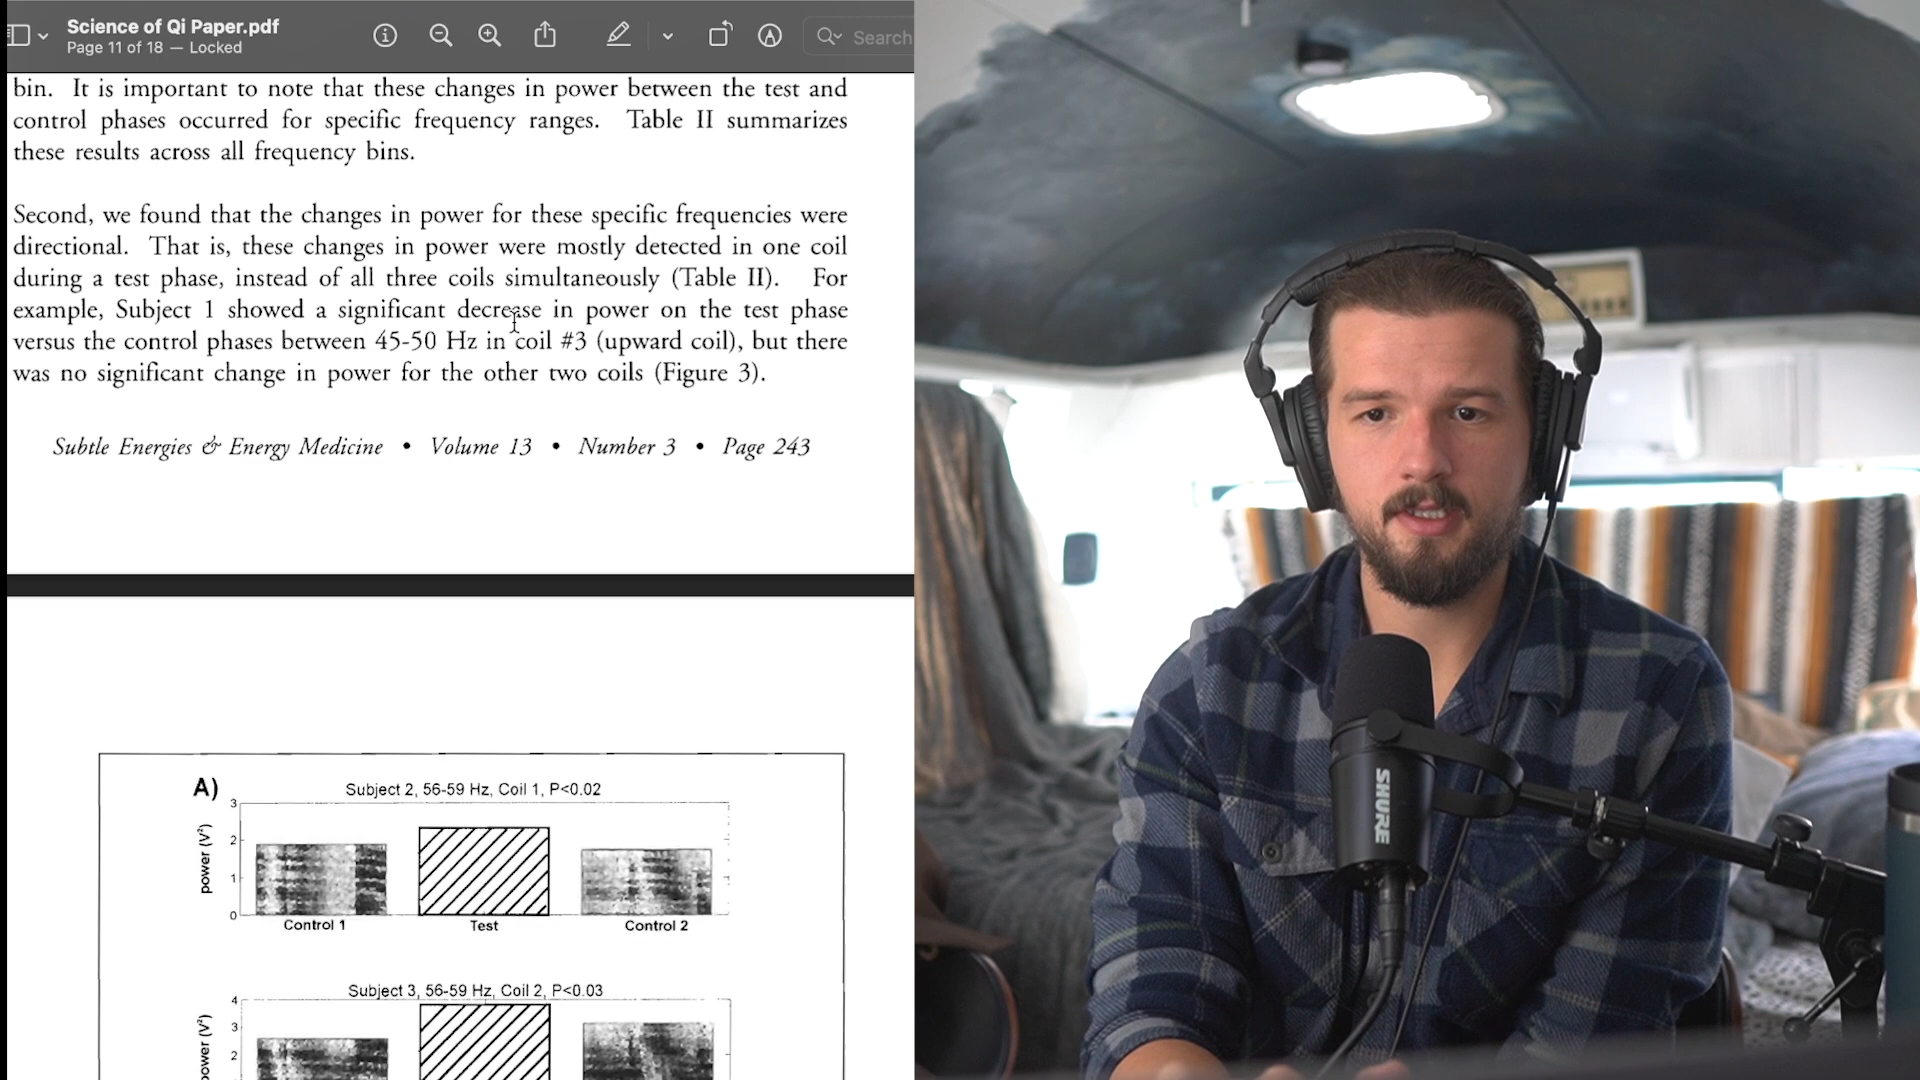 Science of Qi Paper.pdf
Page 11 of 18 — Locked
Search
bin. It is important to note that these changes in power between the test and
control phases occurred for specific frequency ranges. Table II summarizes
these results across all frequency bins.
Second, we found that the changes in power for these specific frequencies were
directional. That is, these changes in power were mostly detected in one coil
during a test phase, instead of all three coils simultaneously (Table II). For
example, Subject 1 showed a significant decrease in power on the test phase
versus the control phases between 45-50 Hz in coil #3 (upward coil), but there
was no significant change in power for the other two coils (Figure 3).
Subtle Energies & Energy Medicine • Volume 13 • Number 3 • Page 243
A)
Subject 2, 56-59 Hz, Coil 1, P<0.02
power (V²)
3
2
1
0
Control 1
Test
Control 2
Subject 3, 56-59 Hz, Coil 2, P<0.03
power (V²)
4
3
2
SHURE